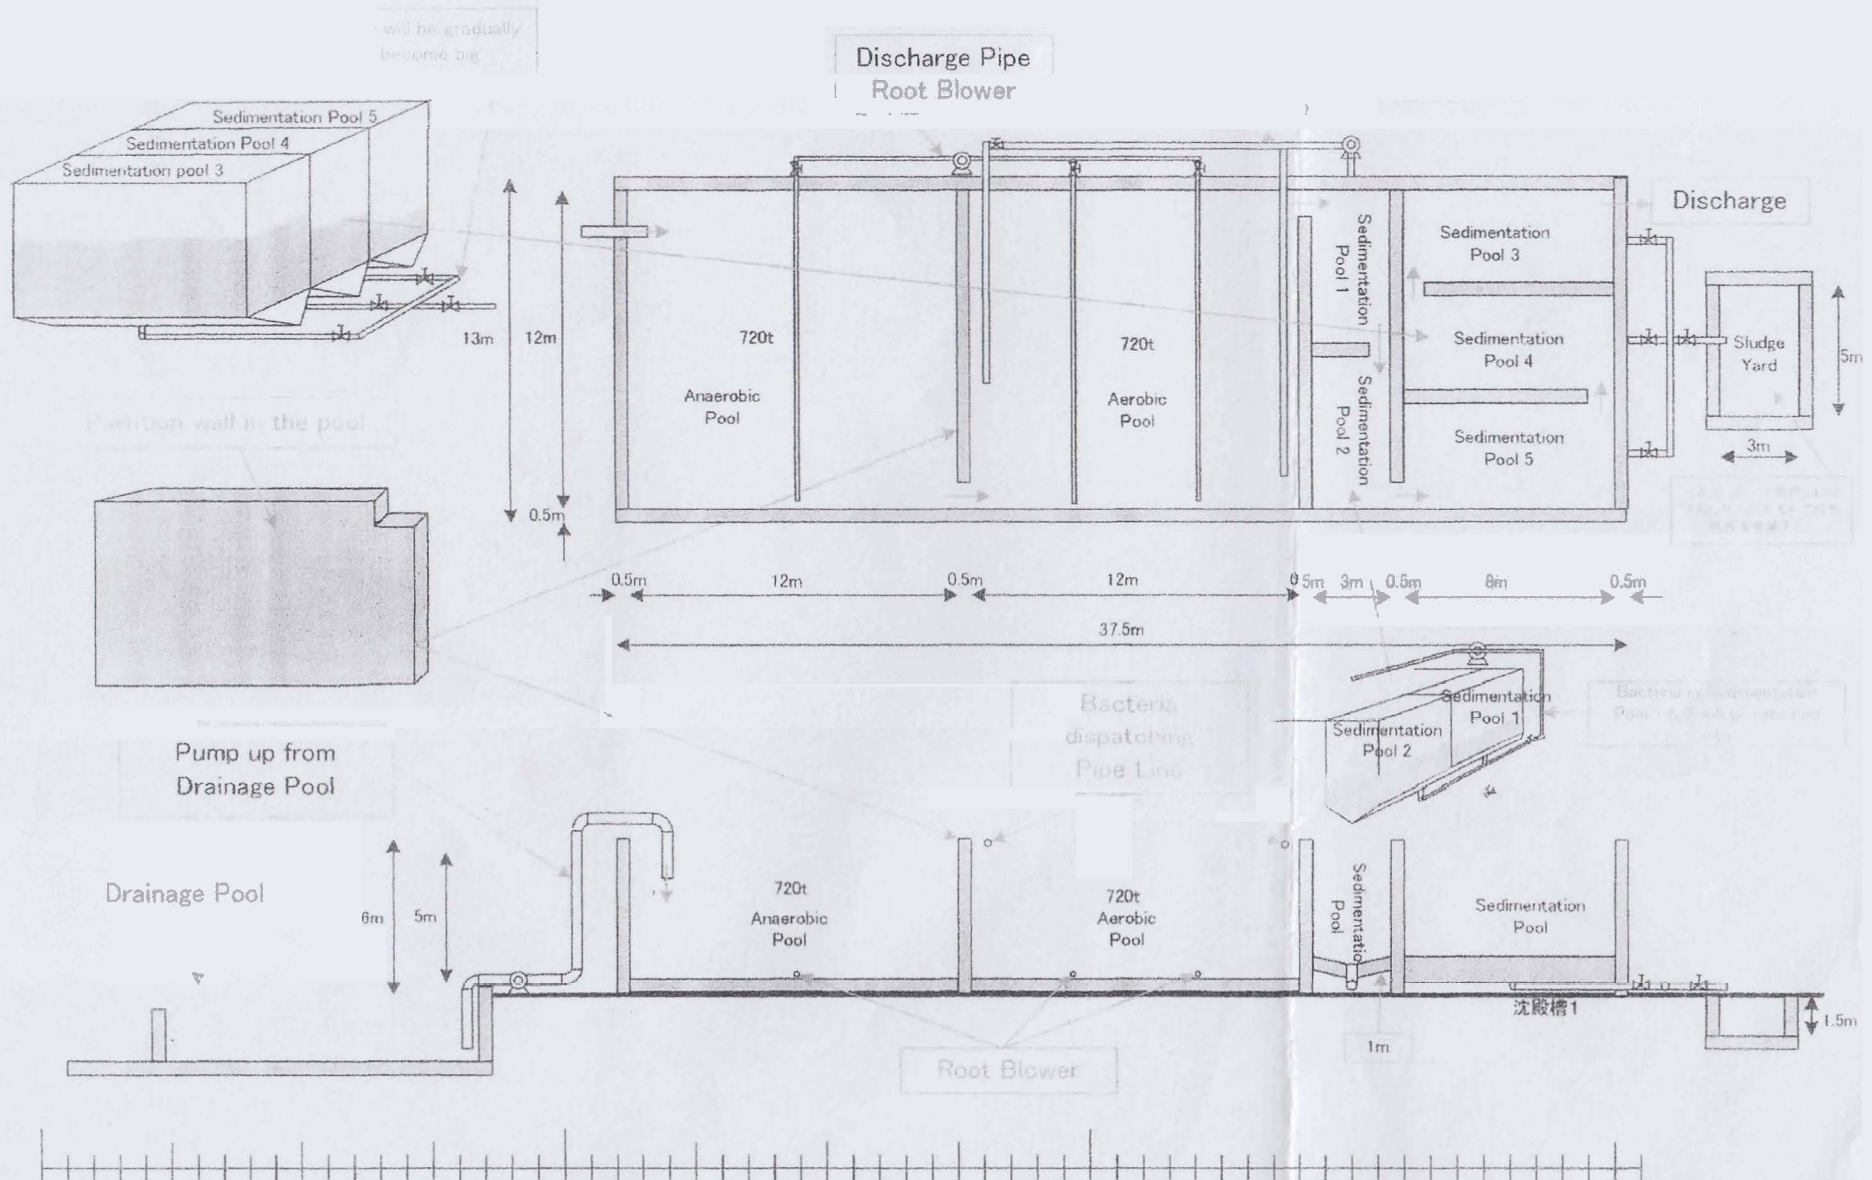 will be gradually
become big
Discharge Pipe
Root Blower
Sedimentation Pool 5
Sedimentation Pool 4
Sedimentation pool 3
Discharge
Sedimentation
Pool 1
Sedimentation
Pool 3
13m
12m
720t
720t
Sedimentation
Pool 4
Sludge
Yard
5m
Anaerobic
Pool
Aerobic
Pool
Sedimentation
Pool 2
Partition wall in the pool
Sedimentation
Pool 5
3m
0.5m
0.5m
12m
0.5m
12m
0.5m
3m
0.5m
8m
0.5m
37.5m
Bacteria
dispatching
Pipe Line
Sedimentation
Pool 1
Sedimentation
Pool 2
Pump up from
Drainage Pool
Drainage Pool
6m
5m
720t
Anaerobic
Pool
720t
Aerobic
Pool
Sedimentation
Pool
Sedimentation
Pool
沈殿槽1
1.5m
1m
Root Blower